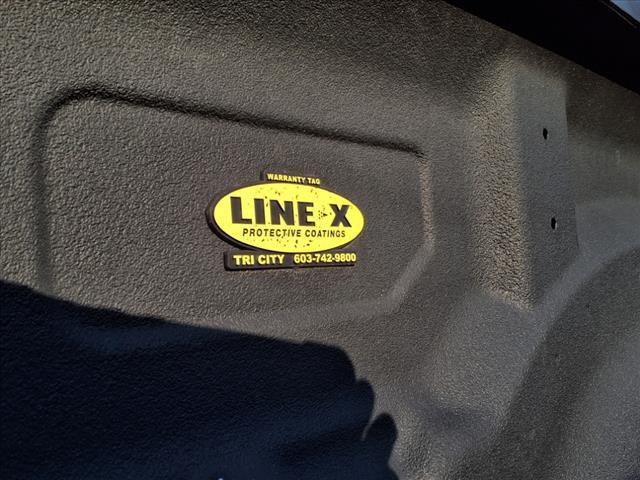 WARRANTY TAG
LINE-X
PROTECTIVE COATINGS
TRI CITY 603-742-9800